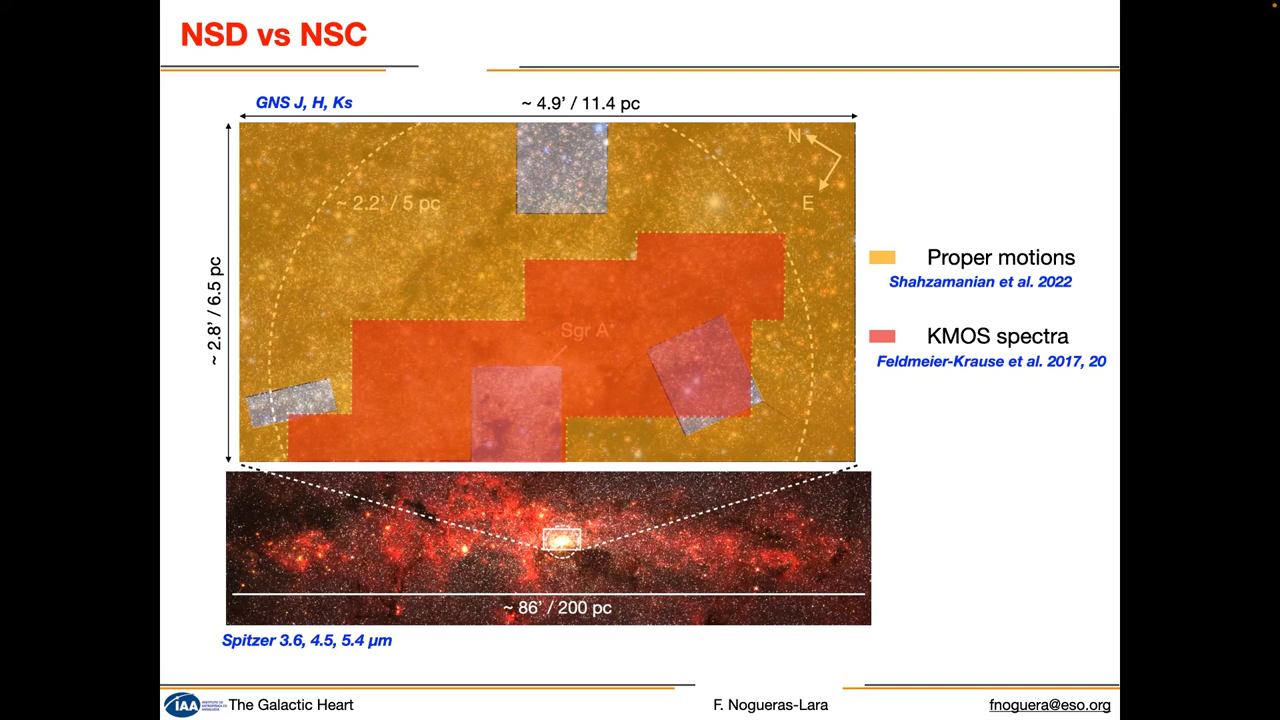 NSD vs NSC
GNS J, H, Ks
~ 4.9’ / 11.4 pc
N
~ 2.2’ / 5 pc
E
~ 2.8’ / 6.5 pc
Proper motions
Shahzamanian et al. 2022
Sgr A*
KMOS spectra
Feldmeier-Krause et al. 2017, 20
~ 86’ / 200 pc
Spitzer 3.6, 4.5, 5.4 µm
IAA
The Galactic Heart
F. Nogueras-Lara
fnoguera@eso.org